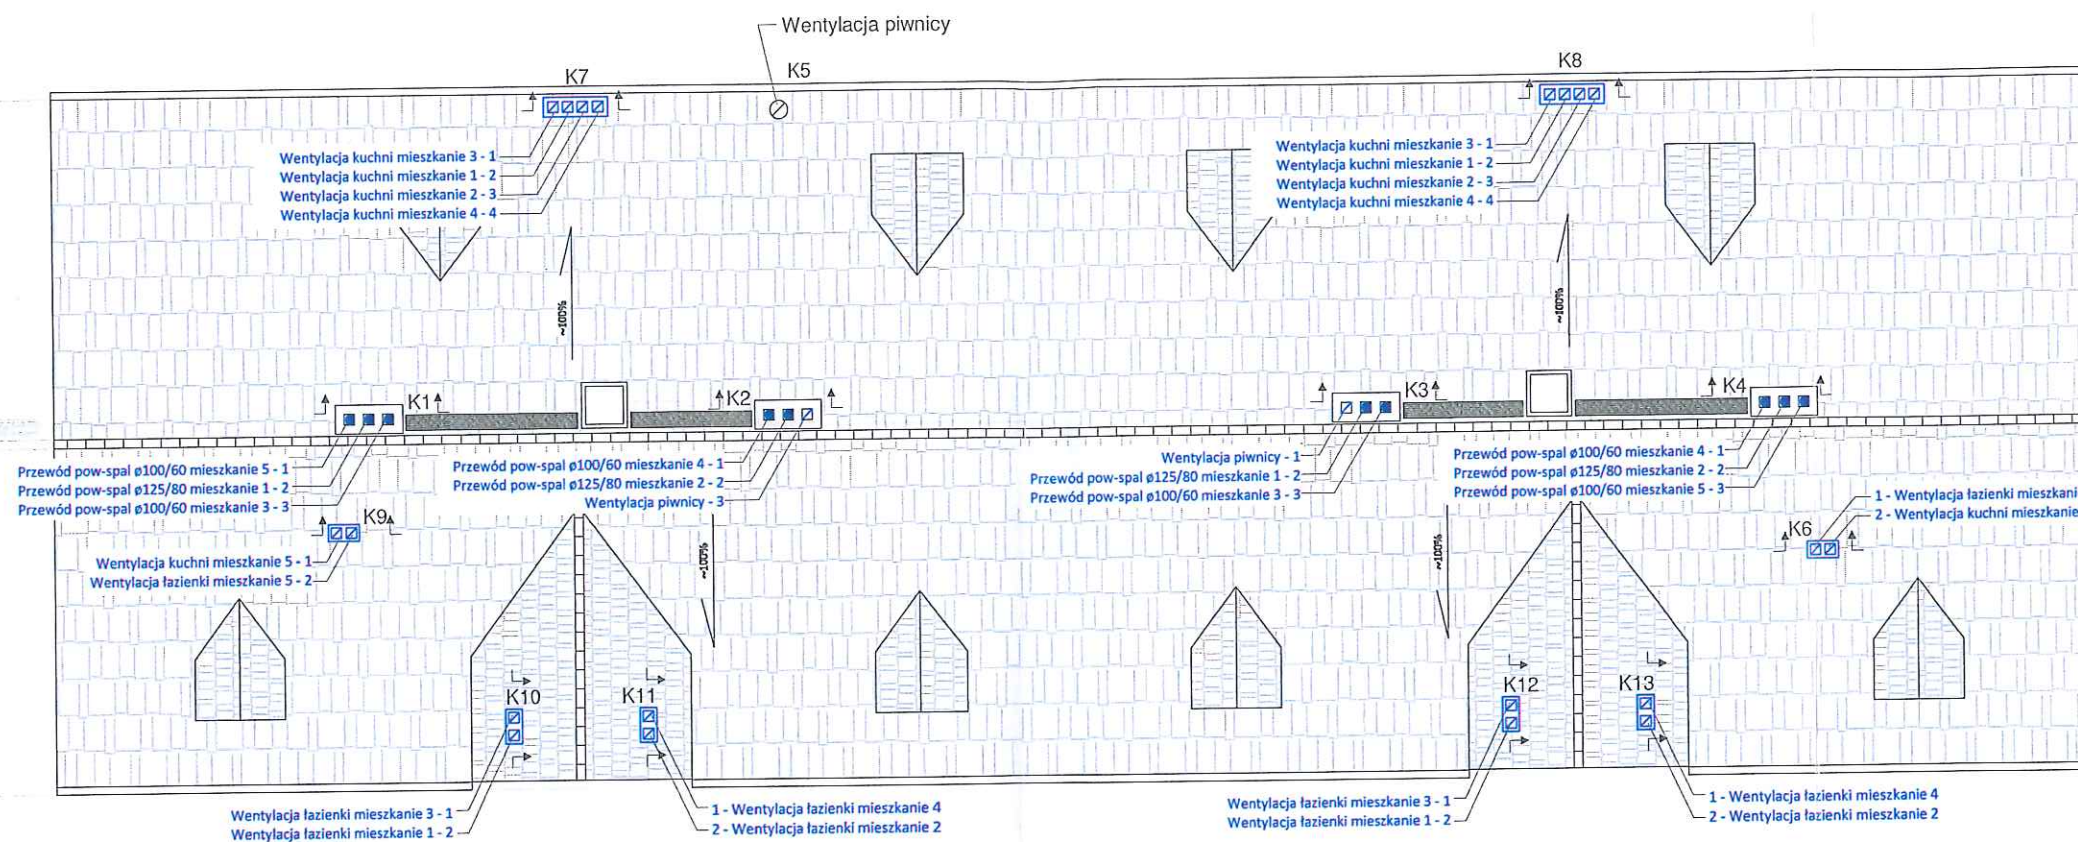 Wentylacja piwnicy
K7
K5
K8
Wentylacja kuchni mieszkanie 3 - 1
Wentylacja kuchni mieszkanie 1 - 2
Wentylacja kuchni mieszkanie 2 - 3
Wentylacja kuchni mieszkanie 4 - 4
Wentylacja kuchni mieszkanie 3 - 1
Wentylacja kuchni mieszkanie 1 - 2
Wentylacja kuchni mieszkanie 2 - 3
Wentylacja kuchni mieszkanie 4 - 4
~100%
~100%
K1
K2
K3
K4
Przewód pow-spal ø100/60 mieszkanie 5 - 1
Przewód pow-spal ø125/80 mieszkanie 1 - 2
Przewód pow-spal ø100/60 mieszkanie 3 - 3
Przewód pow-spal ø100/60 mieszkanie 4 - 1
Przewód pow-spal ø125/80 mieszkanie 2 - 2
Wentylacja piwnicy - 3
Wentylacja piwnicy - 1
Przewód pow-spal ø125/80 mieszkanie 1 - 2
Przewód pow-spal ø100/60 mieszkanie 3 - 3
Przewód pow-spal ø100/60 mieszkanie 4 - 1
Przewód pow-spal ø125/80 mieszkanie 2 - 2
Przewód pow-spal ø100/60 mieszkanie 5 - 3
1 - Wentylacja łazienki mieszkani
2 - Wentylacja kuchni mieszkanie
K9
K6
Wentylacja kuchni mieszkanie 5 - 1
Wentylacja łazienki mieszkanie 5 - 2
~100%
~100%
K10
K11
K12
K13
Wentylacja łazienki mieszkanie 3 - 1
Wentylacja łazienki mieszkanie 1 - 2
1 - Wentylacja łazienki mieszkanie 4
2 - Wentylacja łazienki mieszkanie 2
Wentylacja łazienki mieszkanie 3 - 1
Wentylacja łazienki mieszkanie 1 - 2
1 - Wentylacja łazienki mieszkanie 4
2 - Wentylacja łazienki mieszkanie 2